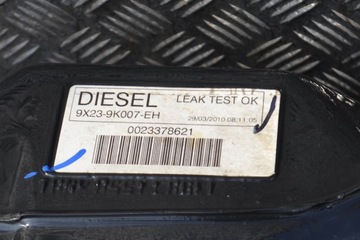 DIESEL LEAK TEST OK
9X23-9K007-EH 29/03/2010 08:11:05
0023378621